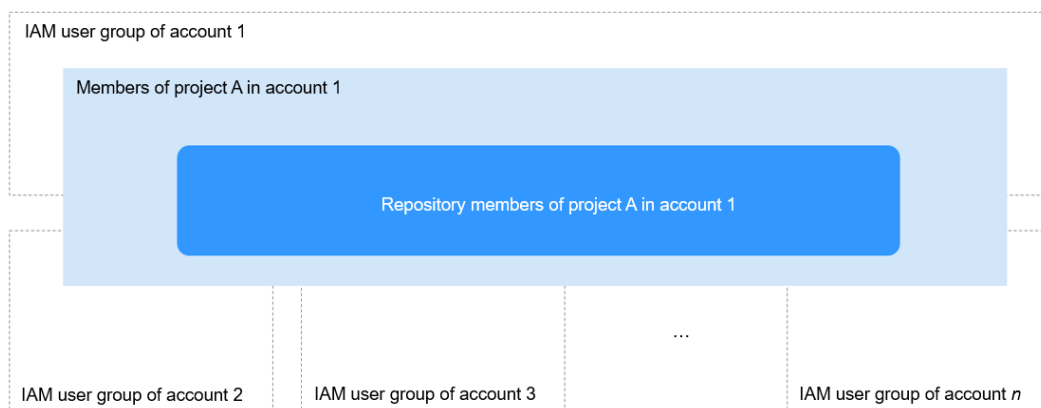 IAM user group of account 1
Members of project A in account 1
Repository members of project A in account 1
...
IAM user group of account 2
IAM user group of account 3
IAM user group of account n